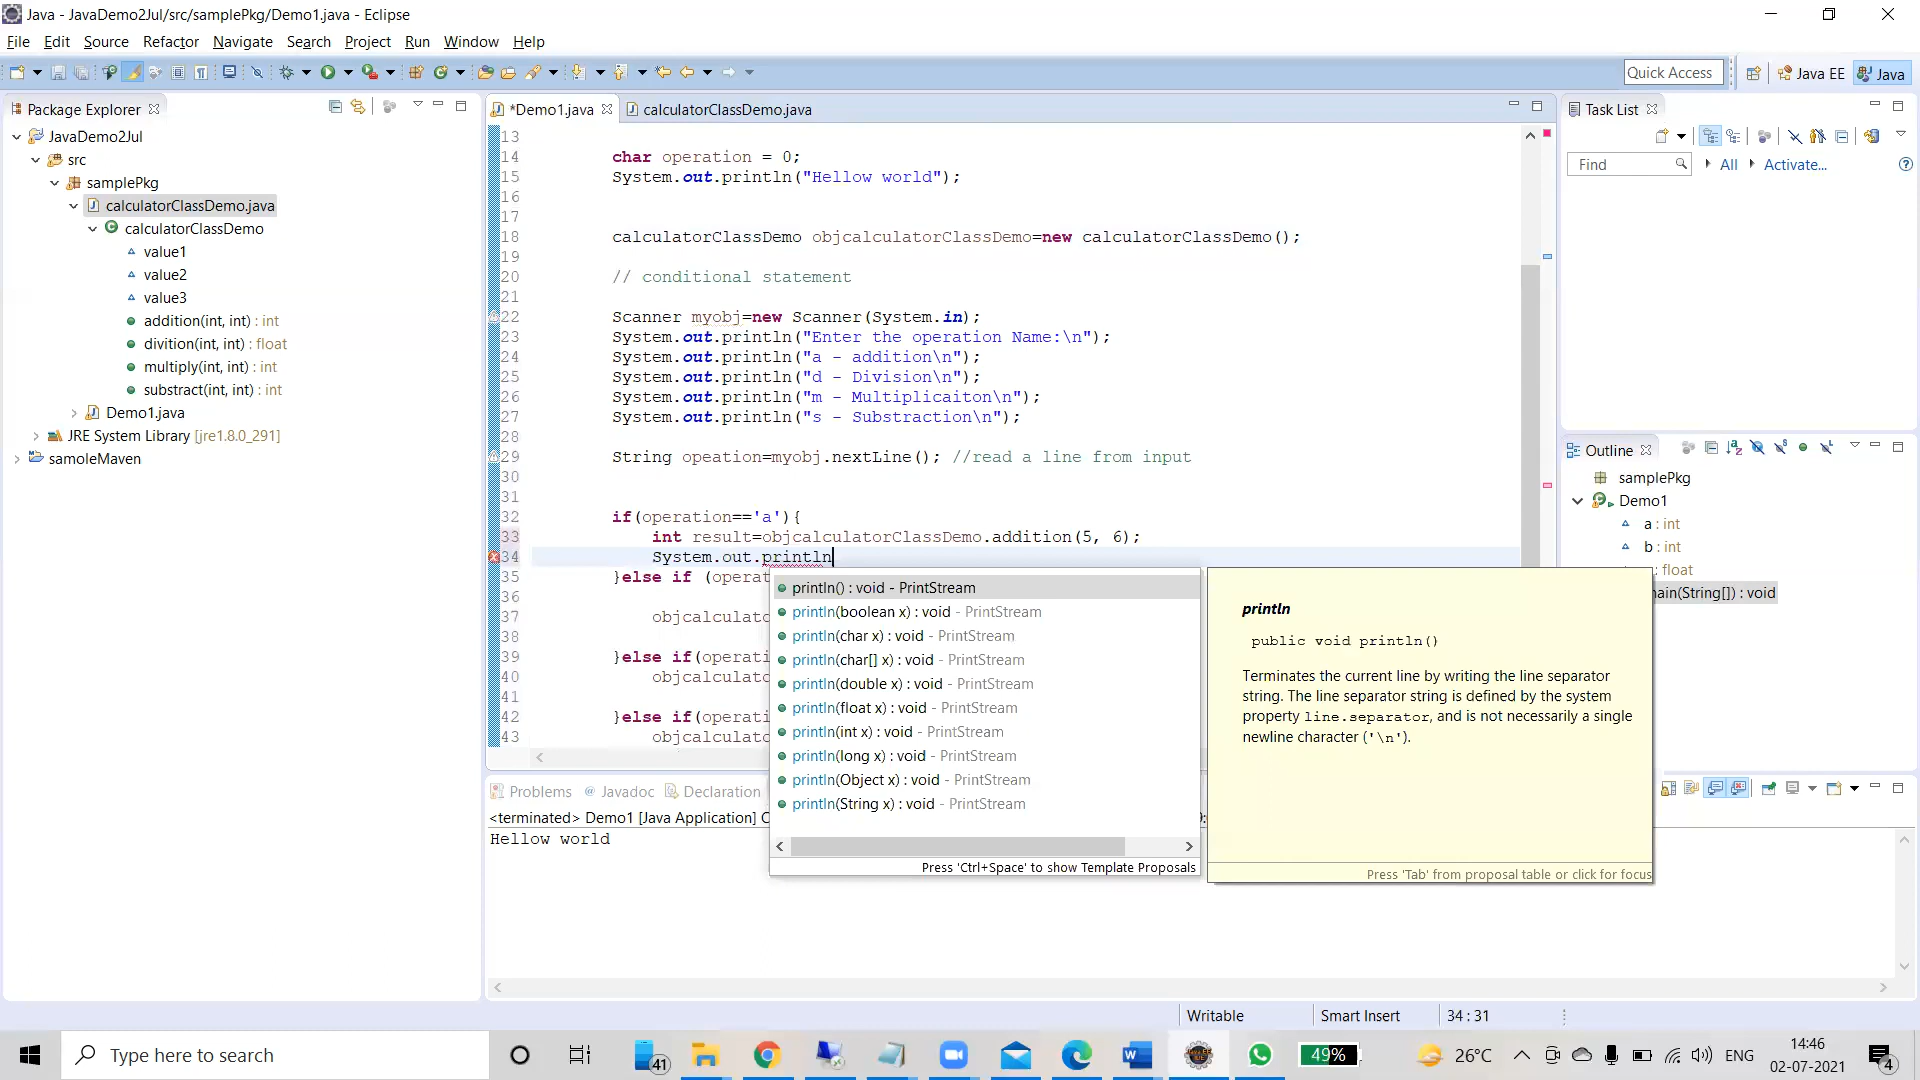 Java - JavaDemo2Jul/src/samplePkg/Demo1.java - Eclipse
File Edit Source Refactor Navigate Search Project Run Window Help
Quick Access Java EE Java
Package Explorer
JavaDemo2Jul
src
samplePkg
calculatorClassDemo.java
calculatorClassDemo
value1
value2
value3
addition(int, int) : int
divition(int, int) : float
multiply(int, int) : int
substract(int, int) : int
Demo1.java
JRE System Library [jre1.8.0_291]
samoleMaven
*Demo1.java calculatorClassDemo.java
13
14 char operation = 0;
15 System.out.println("Hellow world");
16
17
18 calculatorClassDemo objcalculatorClassDemo=new calculatorClassDemo();
19
20 // conditional statement
21
22 Scanner myobj=new Scanner(System.in);
23 System.out.println("Enter the operation Name:\n");
24 System.out.println("a - addition\n");
25 System.out.println("d - Division\n");
26 System.out.println("m - Multiplicaiton\n");
27 System.out.println("s - Substraction\n");
28
29 String opeation=myobj.nextLine(); //read a line from input
30
31
32 if(operation=='a'){
33 int result=objcalculatorClassDemo.addition(5, 6);
34 System.out.println
35 }else if (operat
36
37 objcalculatc
38
39 }else if(operati
40 objcalculatc
41
42 }else if(operati
43 objcalculatc
println() : void - PrintStream
println(boolean x) : void - PrintStream
println(char x) : void - PrintStream
println(char[] x) : void - PrintStream
println(double x) : void - PrintStream
println(float x) : void - PrintStream
println(int x) : void - PrintStream
println(long x) : void - PrintStream
println(Object x) : void - PrintStream
println(String x) : void - PrintStream
Press 'Ctrl+Space' to show Template Proposals
println
public void println()
Terminates the current line by writing the line separator
string. The line separator string is defined by the system
property line.separator, and is not necessarily a single
newline character ('\n').
Press 'Tab' from proposal table or click for focus
Task List
Find All Activate...
Outline
samplePkg
Demo1
a : int
b : int
: float
main(String[]) : void
Problems @ Javadoc Declaration
<terminated> Demo1 [Java Application] C
Hellow world
Writable Smart Insert 34 : 31
Type here to search
41
49%
26°C
ENG
14:46
02-07-2021
4